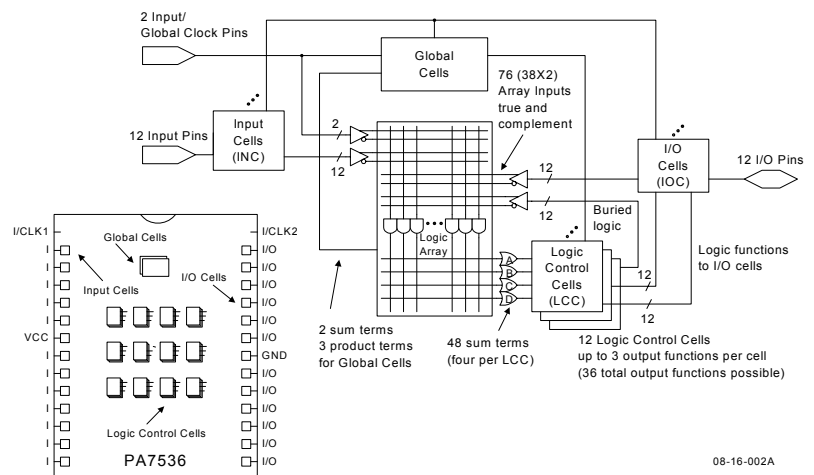 2 Input/
Global Clock Pins
Global
Cells
76 (38X2)
Array Inputs
true and
complement
12 Input Pins
Input
Cells
(INC)
2
12
12
12
I/O
Cells
(IOC)
12 I/O Pins
Buried
logic
Logic
Array
A
B
C
D
Logic
Control
Cells
(LCC)
12
12
Logic functions
to I/O cells
2 sum terms
3 product terms
for Global Cells
48 sum terms
(four per LCC)
12 Logic Control Cells
up to 3 output functions per cell
(36 total output functions possible)
I/CLK1
I
I
I
I
I
VCC
I
I
I
I
I
I
I
Global Cells
Input Cells
I/O Cells
Logic Control Cells
PA7536
I/CLK2
I/O
I/O
I/O
I/O
I/O
I/O
GND
I/O
I/O
I/O
I/O
I/O
I/O
08-16-002A